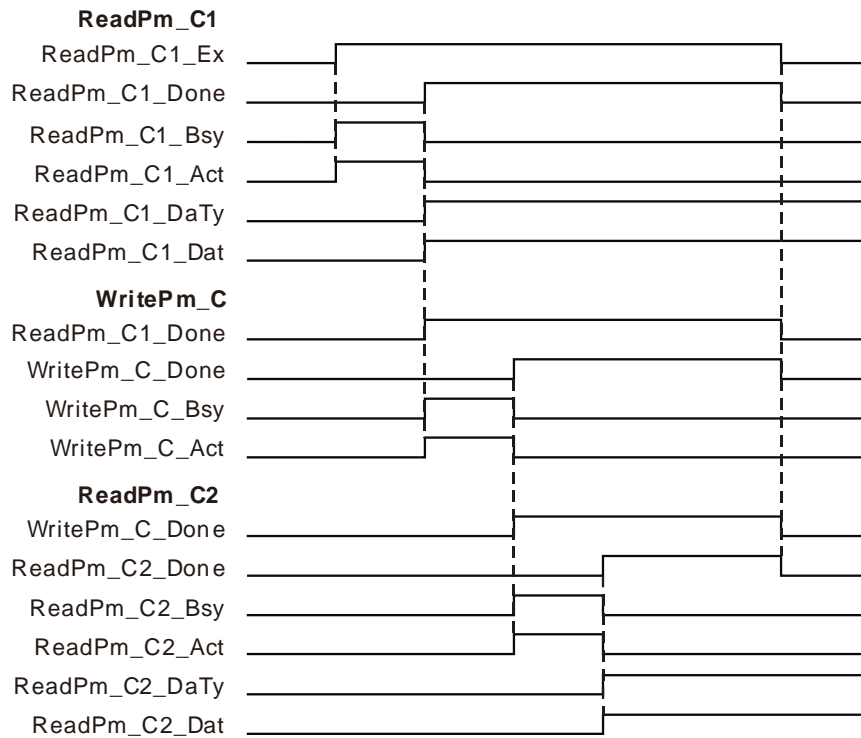 ReadPm_C1
ReadPm_C1_Ex
ReadPm_C1_Done
ReadPm_C1_Bsy
ReadPm_C1_Act
ReadPm_C1_DaTy
ReadPm_C1_Dat
WritePm_C
ReadPm_C1_Done
WritePm_C_Done
WritePm_C_Bsy
WritePm_C_Act
ReadPm_C2
WritePm_C_Done
ReadPm_C2_Done
ReadPm_C2_Bsy
ReadPm_C2_Act
ReadPm_C2_DaTy
ReadPm_C2_Dat